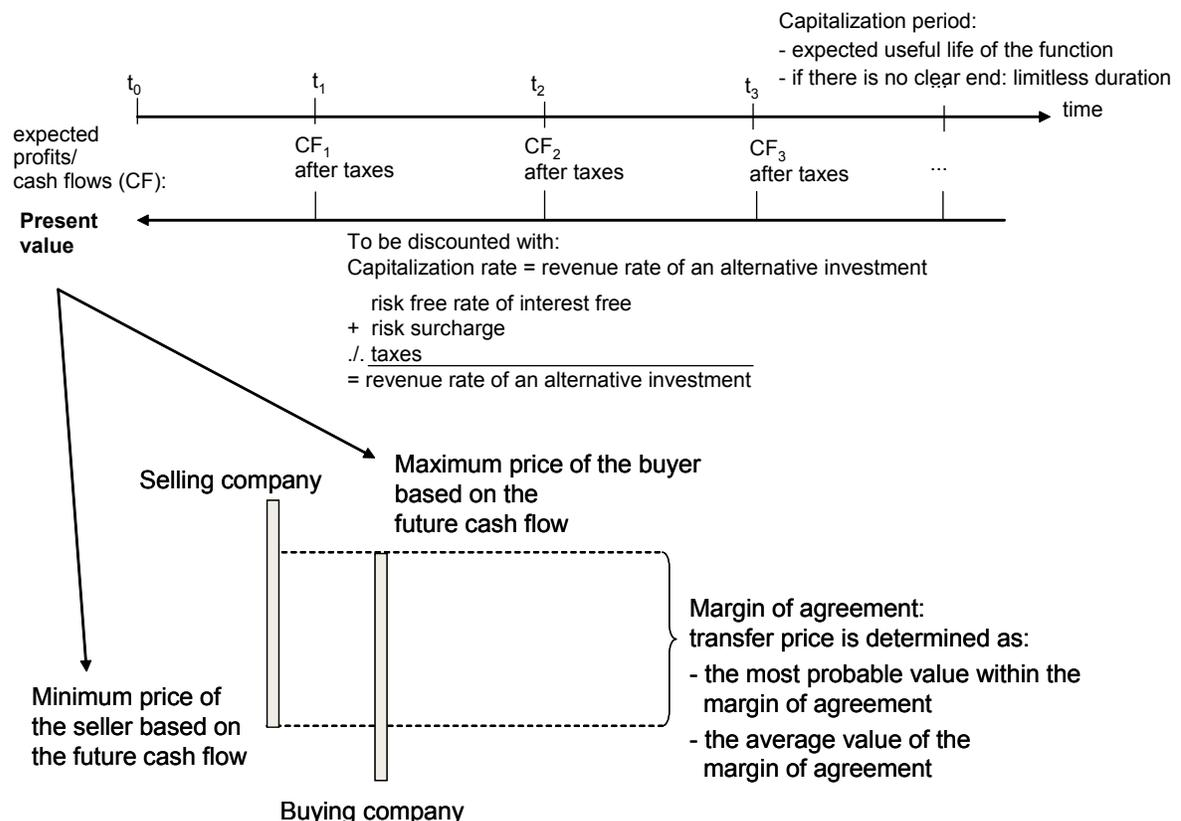 Capitalization period:
- expected useful life of the function
- if there is no clear end: limitless duration
t0
t1
t2
t3
...
time
expected
profits/
cash flows (CF):
CF1
after taxes
CF2
after taxes
CF3
after taxes
...
Present
value
To be discounted with:
Capitalization rate = revenue rate of an alternative investment
risk free rate of interest free
+ risk surcharge
./. taxes
= revenue rate of an alternative investment
Selling company
Maximum price of the buyer
based on the
future cash flow
Margin of agreement:
transfer price is determined as:
- the most probable value within the
margin of agreement
- the average value of the
margin of agreement
Minimum price of
the seller based on
the future cash flow
Buying company